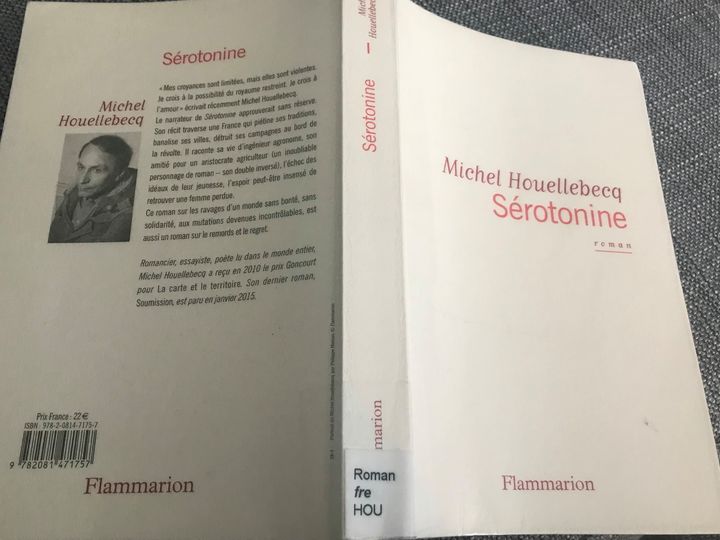 Sérotonine
« Mes croyances sont limitées, mais elles sont violentes.
Je crois à la possibilité du royaume restreint. Je crois à
l'amour » écrivait récemment Michel Houellebecq.
Le narrateur de Sérotonine approuverait sans réserve.
Son récit traverse une France qui piétine ses traditions,
banalise ses villes, détruit ses campagnes au bord de
la révolte. Il raconte sa vie d'ingénieur agronome, son
amitié pour un aristocrate agriculteur (un inoubliable
personnage de roman – son double inversé), l'échec des
idéaux de leur jeunesse, l'espoir peut-être insensé de
retrouver une femme perdue.
Ce roman sur les ravages d'un monde sans bonté, sans
solidarité, aux mutations devenues incontrôlables, est
aussi un roman sur le remords et le regret.
Michel
Houellebecq
Romancier, essayiste, poète lu dans le monde entier,
Michel Houellebecq a reçu en 2010 le prix Goncourt
pour La carte et le territoire. Son dernier roman,
Soumission, est paru en janvier 2015.
Prix France : 22 €
ISBN : 978-2-0814-7175-7
9 782081 471757
Flammarion
Michel
Houellebecq
Sérotonine
mmarion
Roman
fre
HOU
Michel Houellebecq
Sérotonine
roman
Flammarion